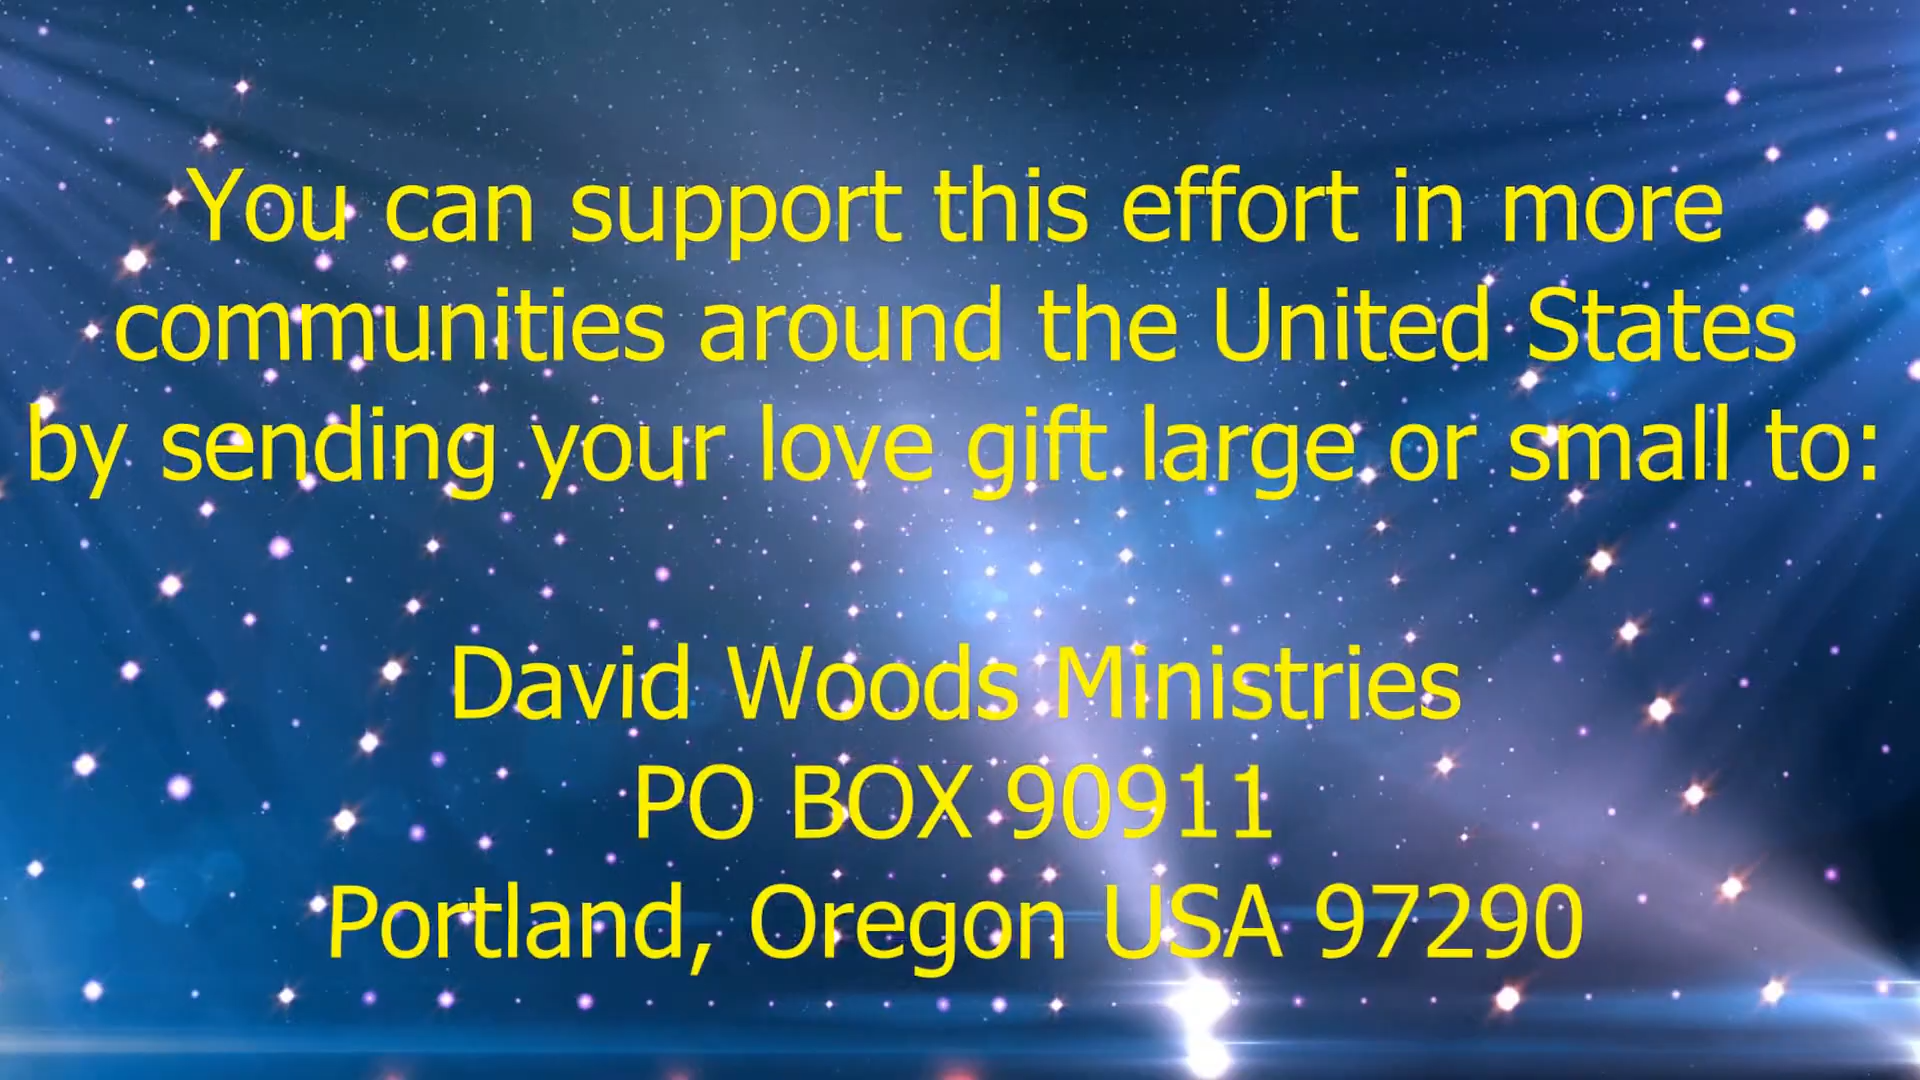 You can support this effort in more
communities around the United States
by sending your love gift large or small to:
David Woods Ministries
PO BOX 90911
Portland, Oregon USA 97290